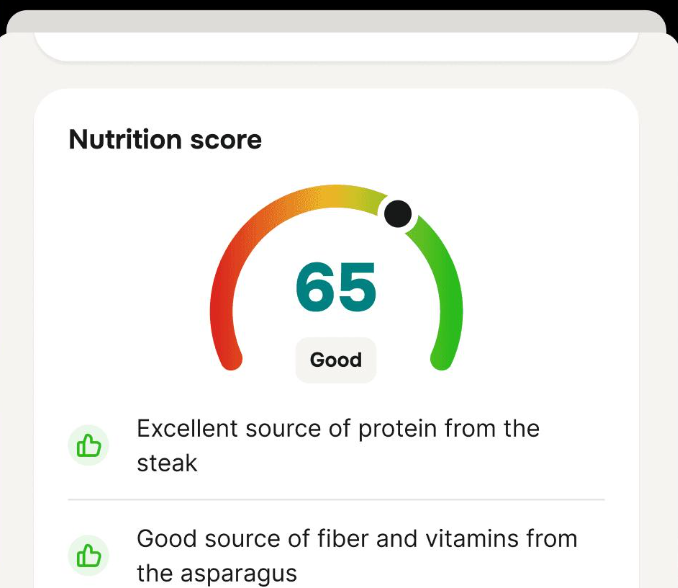 Nutrition score
65
Good
Excellent source of protein from the
steak
Good source of fiber and vitamins from
the asparagus